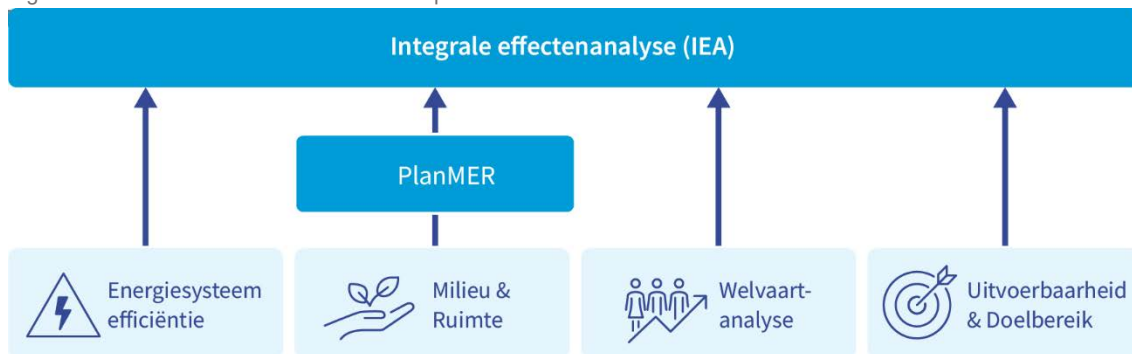 Integrale effectenanalyse (IEA)
PlanMER
Energiesysteem
efficiëntie
Milieu &
Ruimte
Welvaart-
analyse
Uitvoerbaarheid
& Doelbereik